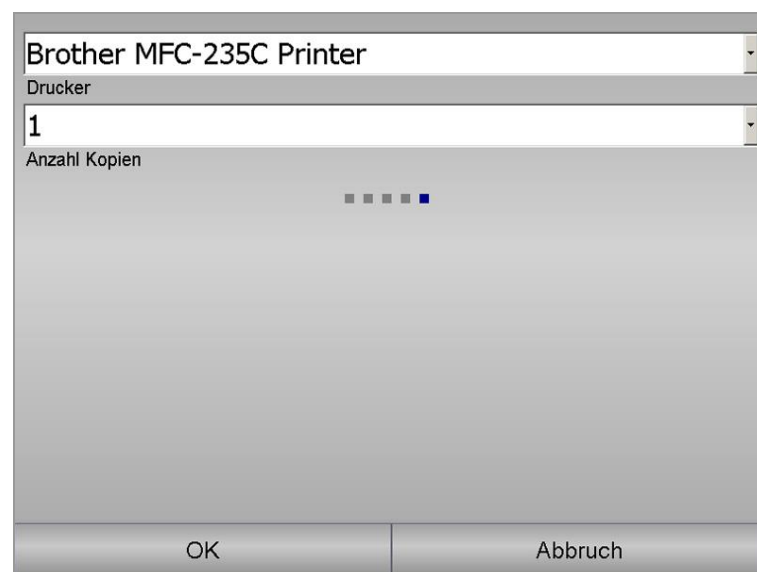 Brother MFC-235C Printer
Drucker
1
Anzahl Kopien
OK
Abbruch